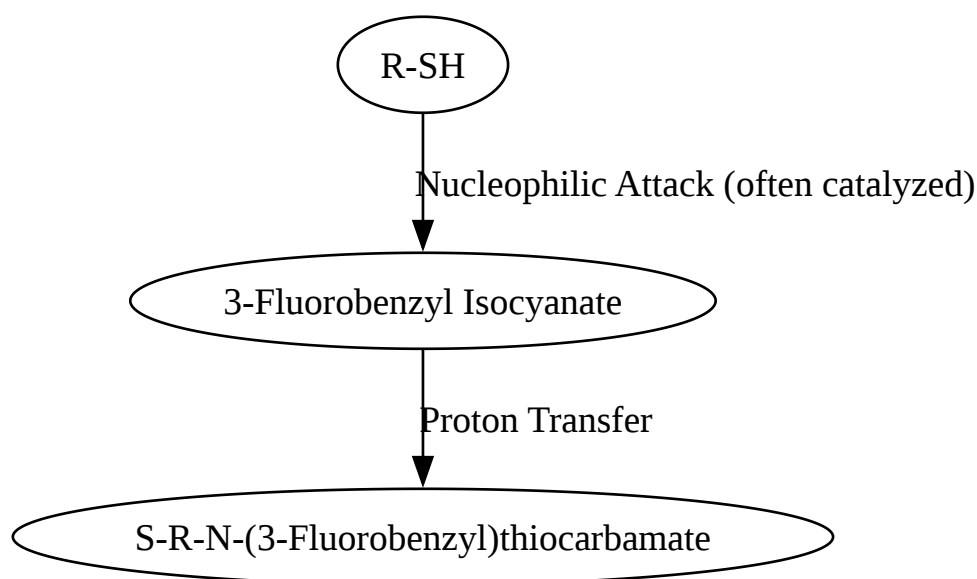 R-SH
Nucleophilic Attack (often catalyzed)
3-Fluorobenzyl Isocyanate
Proton Transfer
S-R-N-(3-Fluorobenzyl)thiocarbamate